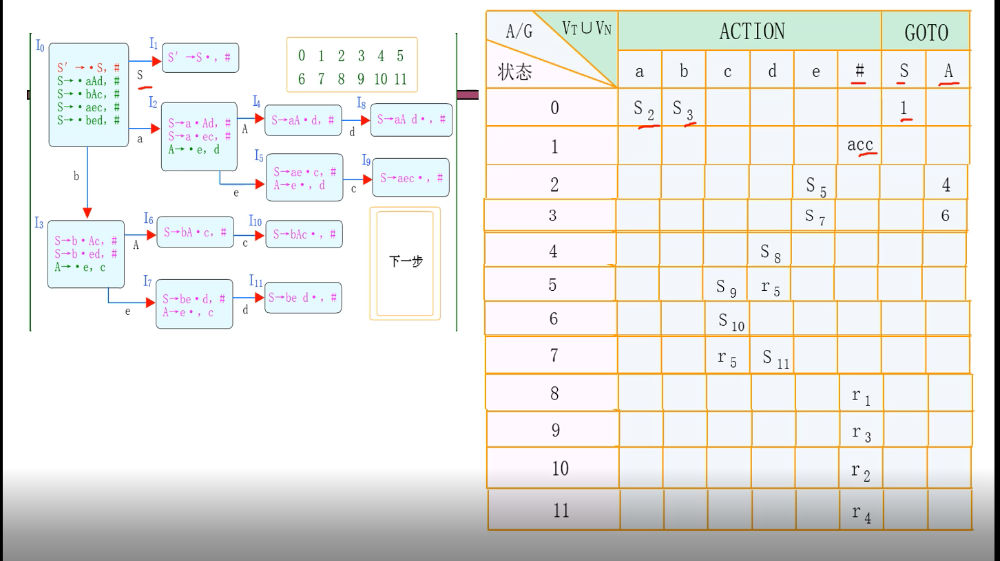 I0
S′ →·S, #
S→·aAd, #
S→·bAc, #
S→·aec, #
S→·bed, #
S
a
b
I1
S′ →S·, #
I2
S→a·Ad, #
S→a·ec, #
A→·e, d
A
e
I4
S→aA·d, #
d
I8
S→aA d·, #
I5
S→ae·c, #
A→e·, d
c
I9
S→aec·, #
I3
S→b·Ac, #
S→b·ed, #
A→·e, c
A
e
I6
S→bA·c, #
c
I10
S→bAc·, #
I7
S→be·d, #
A→e·, c
d
I11
S→be d·, #
0 1 2 3 4 5
6 7 8 9 10 11
下一步
A/G VT∪VN ACTION GOTO
状态 a b c d e # S A
0 S2 S3 1
1 acc
2 S5 4
3 S7 6
4 S8
5 S9 r5
6 S10
7 r5 S11
8 r1
9 r3
10 r2
11 r4